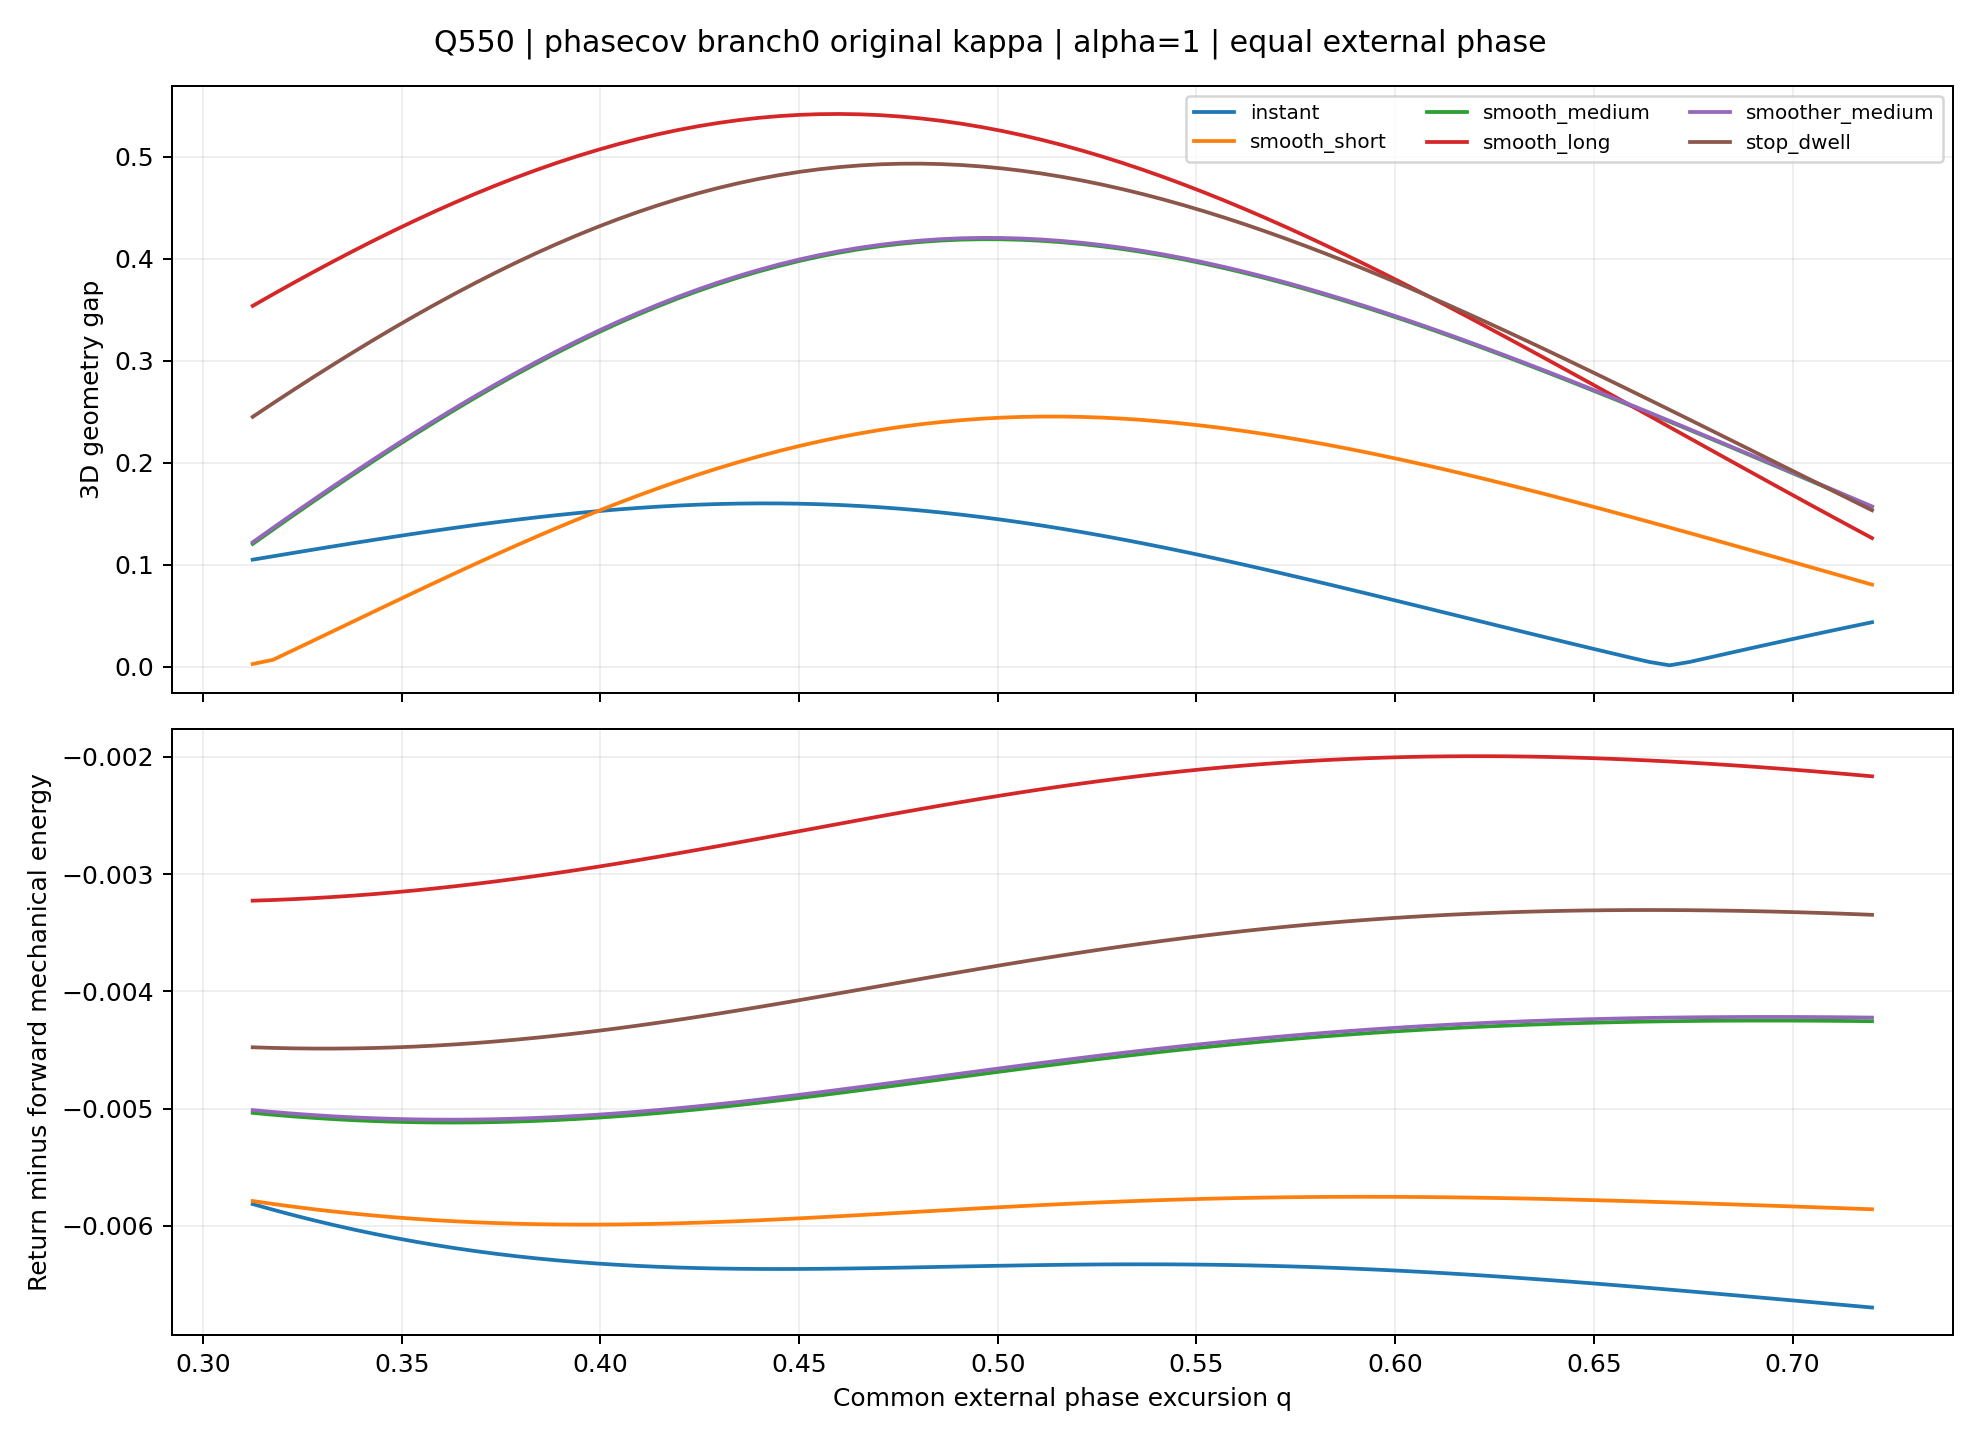 Q550 | phasecov branch0 original kappa | alpha=1 | equal external phase
instant
smooth_short
smooth_medium
smooth_long
smoother_medium
stop_dwell
3D geometry gap
0.5
0.4
0.3
0.2
0.1
0.0
Return minus forward mechanical energy
−0.002
−0.003
−0.004
−0.005
−0.006
0.30 0.35 0.40 0.45 0.50 0.55 0.60 0.65 0.70
Common external phase excursion q